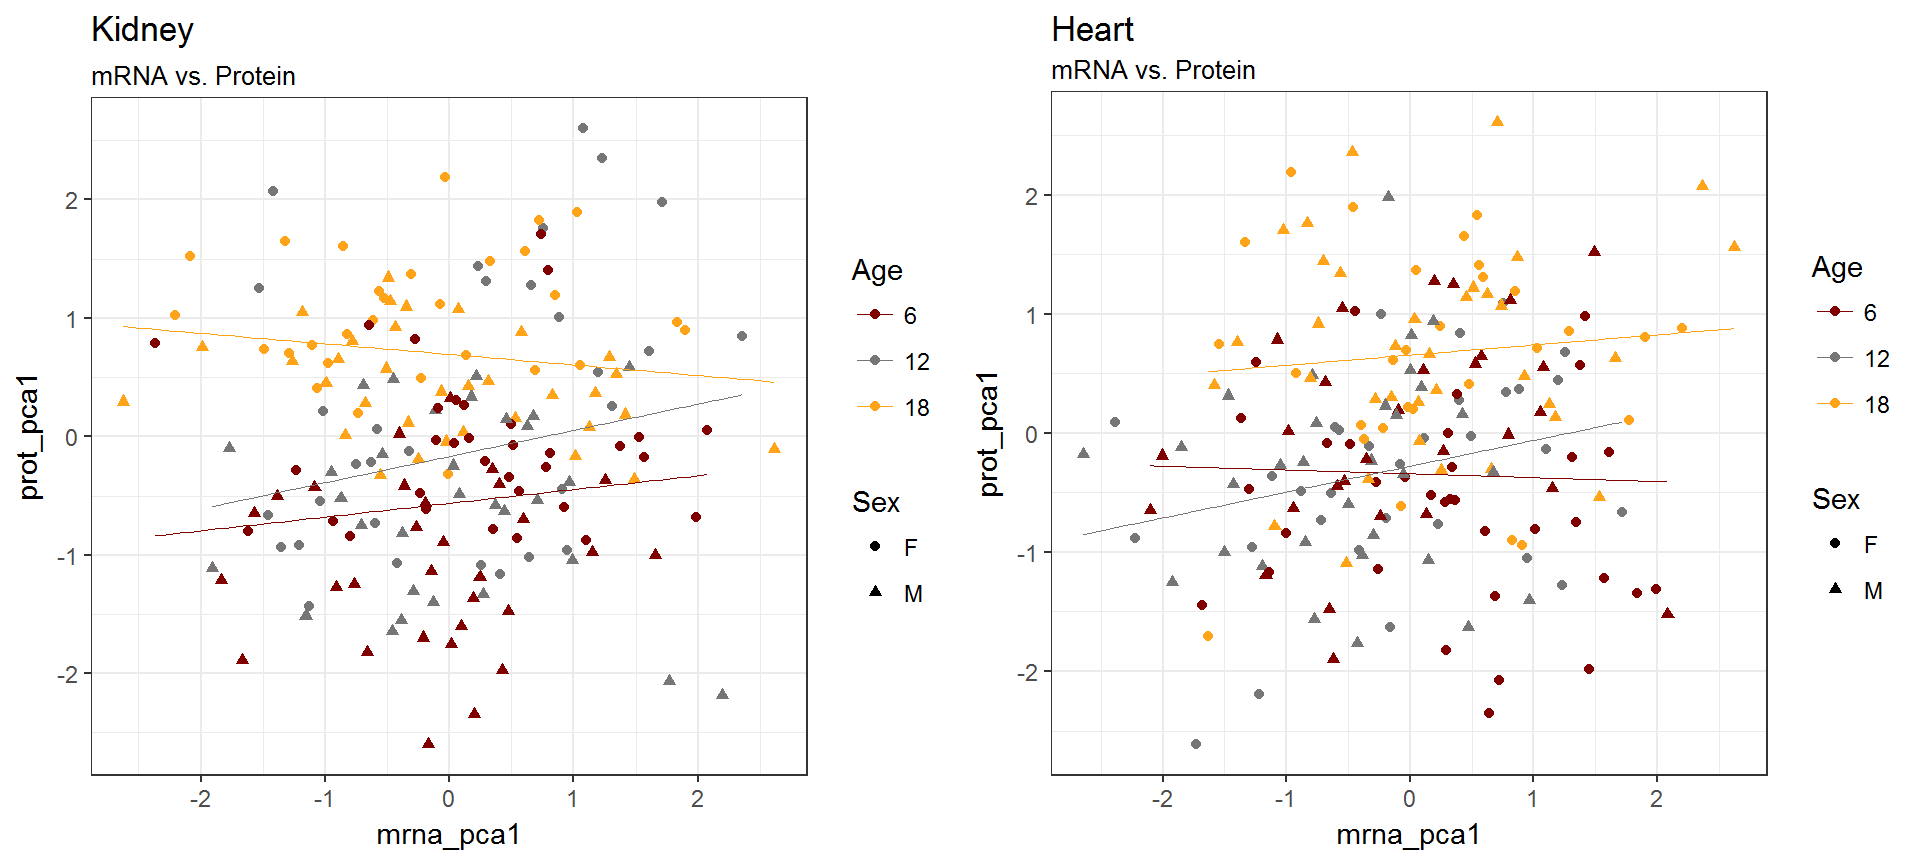 Kidney
mRNA vs. Protein
prot_pca1
2
1
0
-1
-2
-2
-1
0
1
2
mrna_pca1
Age
6
12
18
Sex
F
M
Heart
mRNA vs. Protein
prot_pca1
2
1
0
-1
-2
-2
-1
0
1
2
mrna_pca1
Age
6
12
18
Sex
F
M